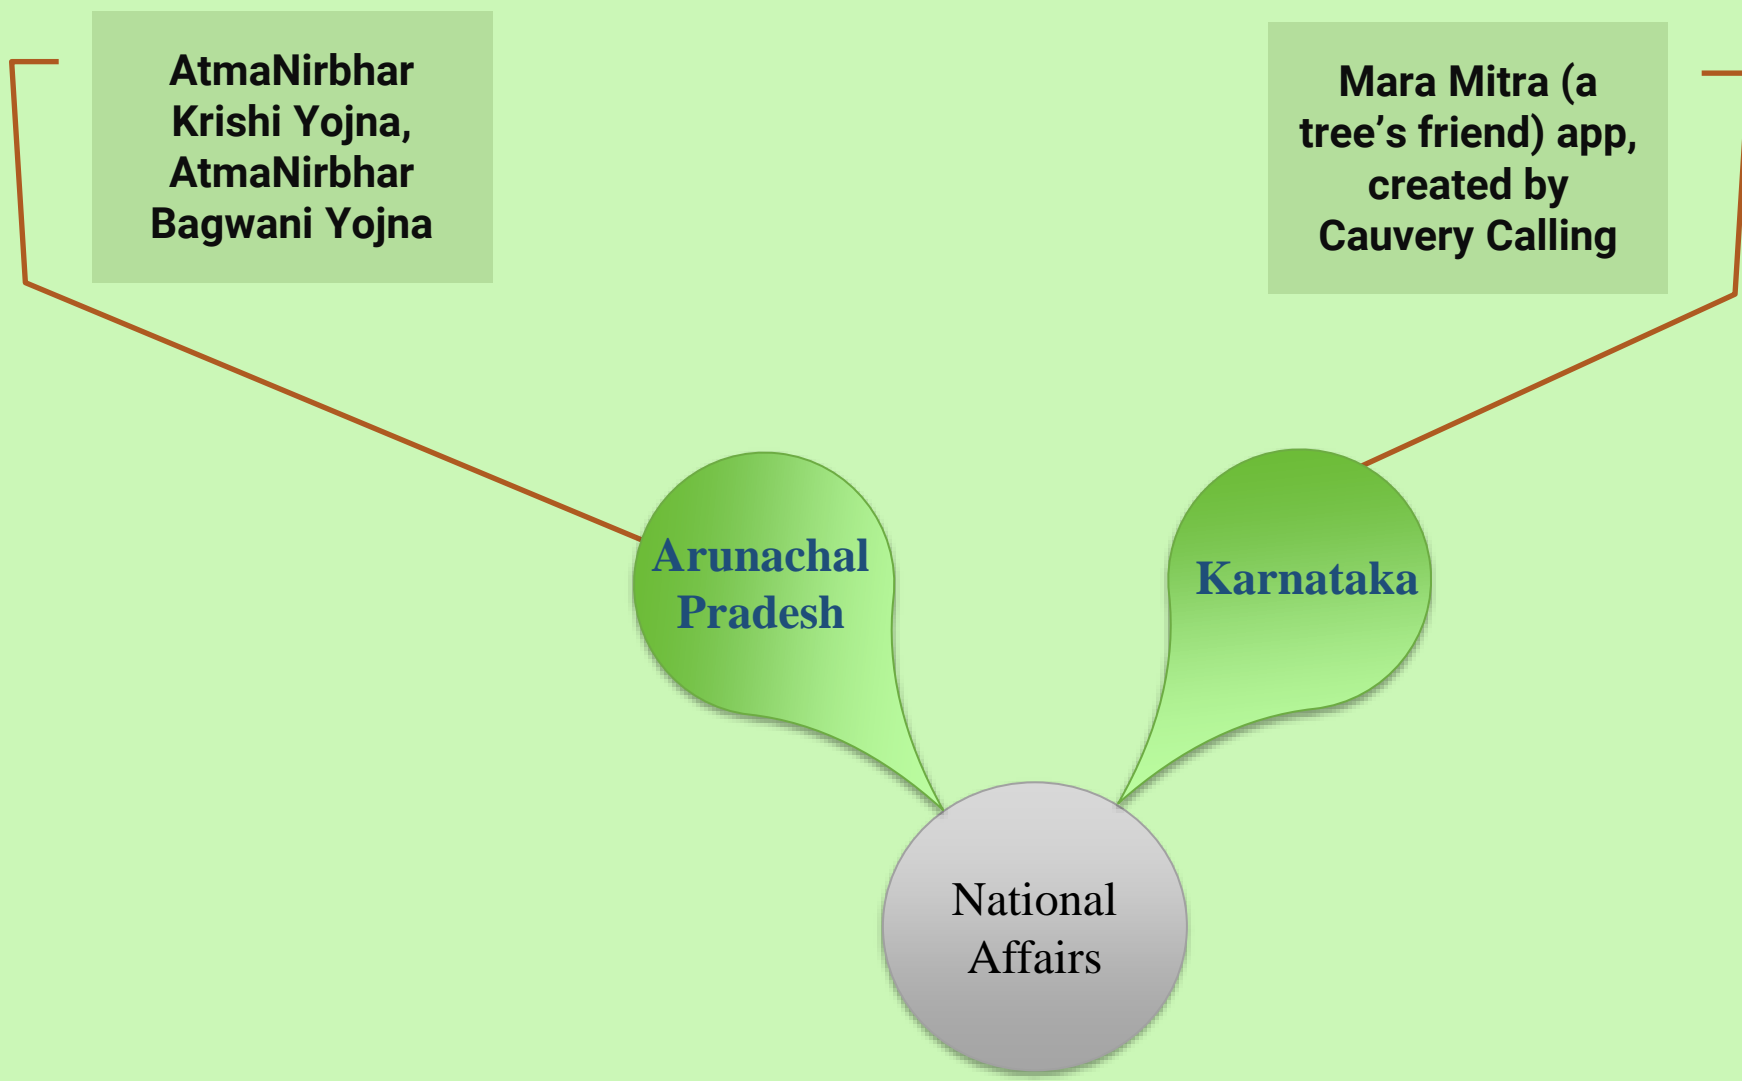 AtmaNirbhar
Krishi Yojna,
AtmaNirbhar
Bagwani Yojna
Mara Mitra (a
tree’s friend) app,
created by
Cauvery Calling
Arunachal
Pradesh
Karnataka
National
Affairs